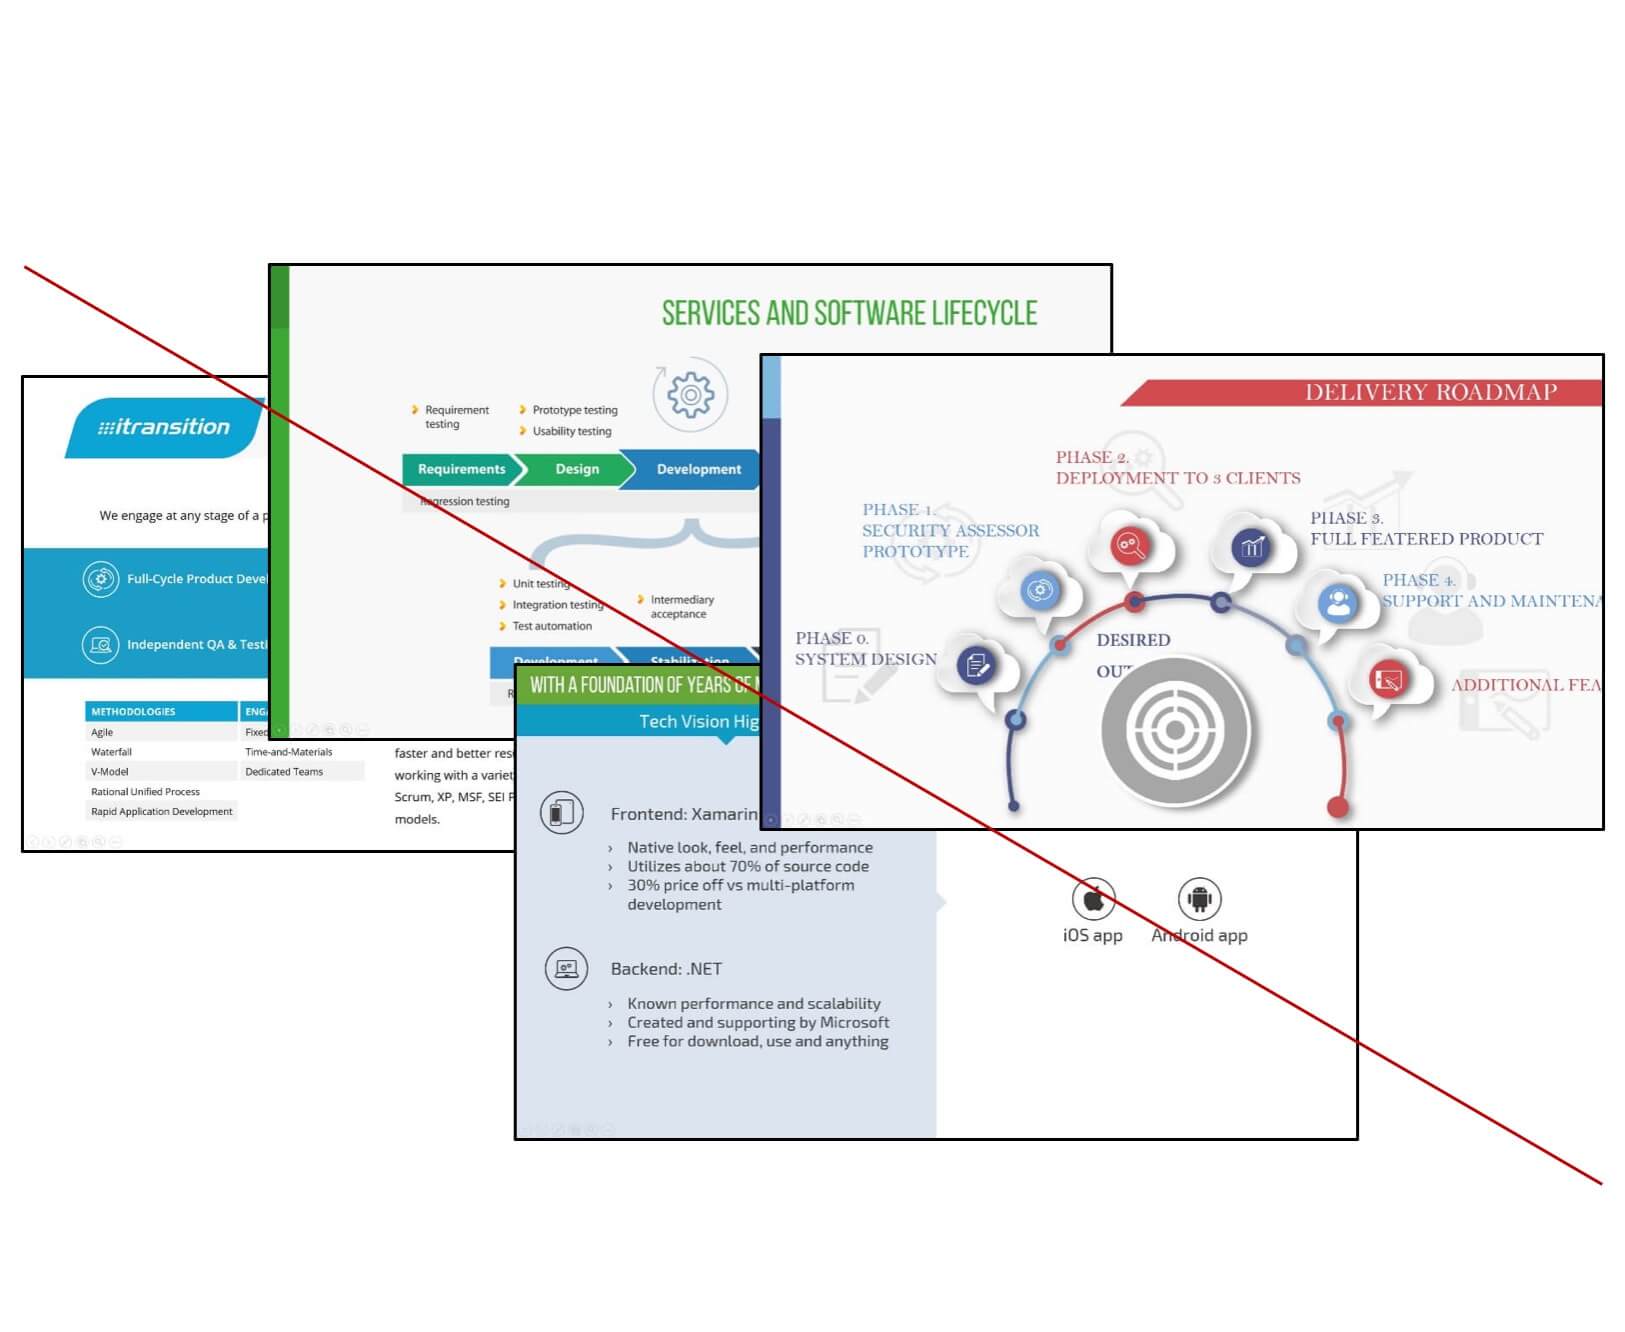 SERVICES AND SOFTWARE LIFECYCLE
Requirement
testing
Prototype testing
Usability testing
Requirements
Design
Development
Regression testing
Unit testing
Integration testing
Test automation
Intermediary
acceptance
Development
Stabilization
DELIVERY ROADMAP
PHASE 2.
DEPLOYMENT TO 3 CLIENTS
PHASE 1.
SECURITY ASSESSOR
PROTOTYPE
PHASE 3.
FULL FEATERED PRODUCT
PHASE 4.
SUPPORT AND MAINTENA
PHASE 0.
SYSTEM DESIGN
DESIRED
OUT
ADDITIONAL FEA
itransition
We engage at any stage of a p
Full-Cycle Product Devel
Independent QA & Testi
METHODOLOGIES
ENG
Agile
Fixed
Waterfall
Time-and-Materials
V-Model
Dedicated Teams
Rational Unified Process
Rapid Application Development
faster and better res
working with a variet
Scrum, XP, MSF, SEI P
models.
WITH A FOUNDATION OF YEARS OF
Tech Vision Hig
Frontend: Xamarin
Native look, feel, and performance
Utilizes about 70% of source code
30% price off vs multi-platform
development
Backend: .NET
Known performance and scalability
Created and supporting by Microsoft
Free for download, use and anything
iOS app
Android app